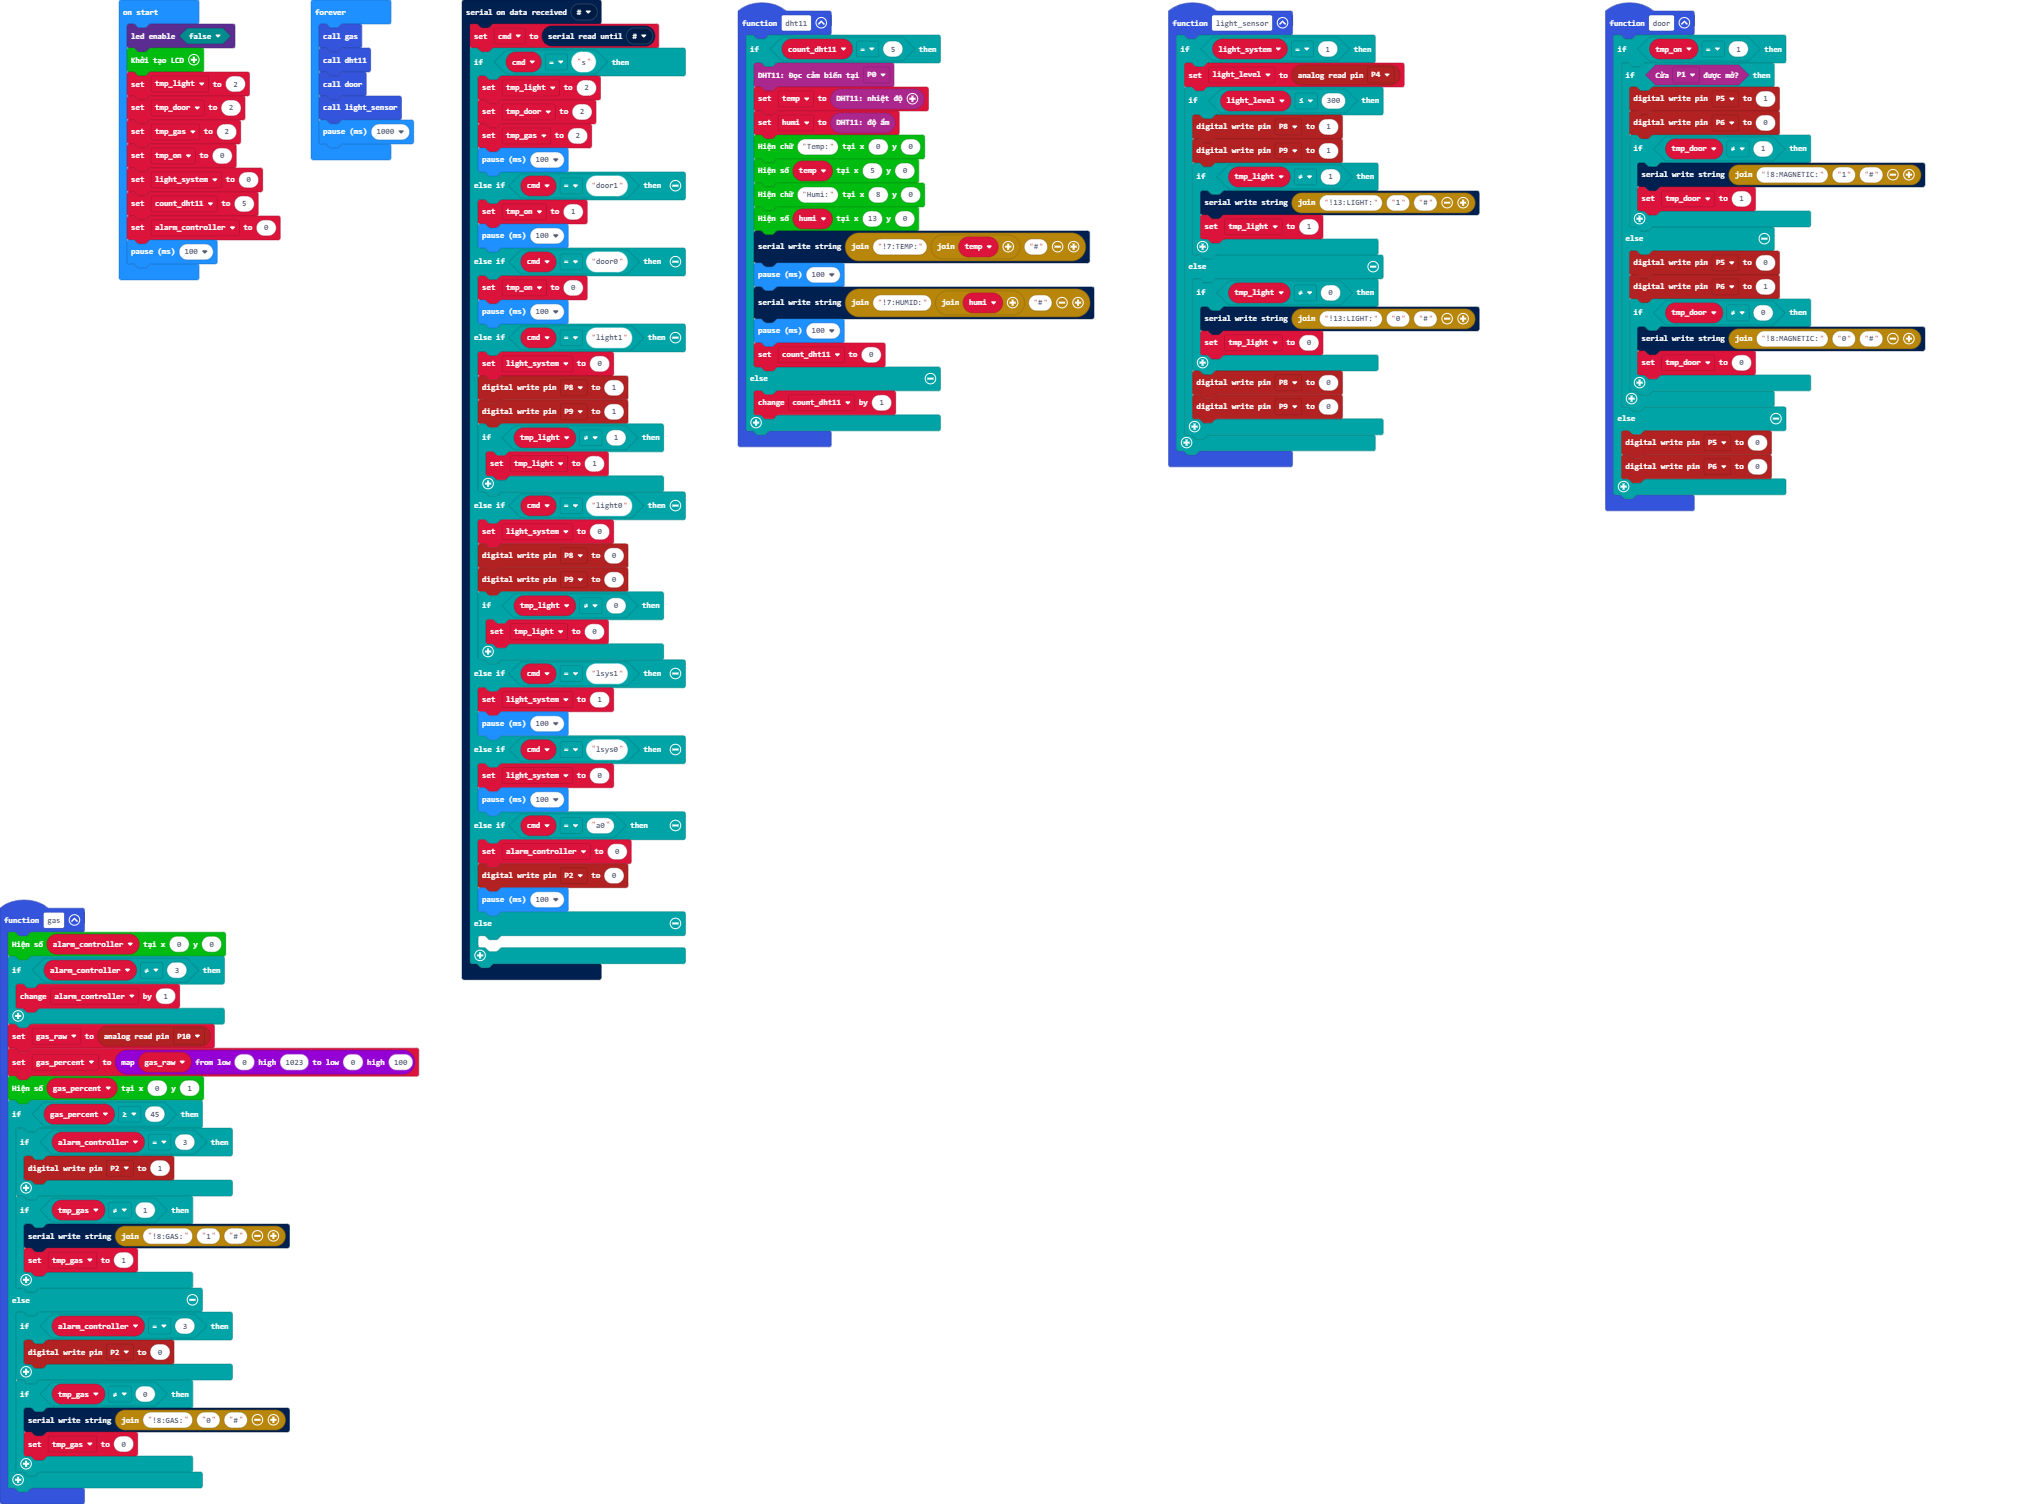 on start
led enable false
Khởi tạo LCD
set tmp_light to 2
set tmp_door to 2
set tmp_gas to 2
set tmp_on to 0
set light_system to 0
set count_dht11 to 5
set alarm_controller to 0
pause (ms) 100
forever
call gas
call dht11
call door
call light_sensor
pause (ms) 1000
serial on data received #
set cmd to serial read until #
if cmd = "s" then
set tmp_light to 2
set tmp_door to 2
set tmp_gas to 2
pause (ms) 100
else if cmd = "door1" then
set tmp_on to 1
pause (ms) 100
else if cmd = "door0" then
set tmp_on to 0
pause (ms) 100
else if cmd = "light1" then
set light_system to 0
digital write pin P8 to 1
digital write pin P9 to 1
if tmp_light ≠ 1 then
set tmp_light to 1
else if cmd = "light0" then
set light_system to 0
digital write pin P8 to 0
digital write pin P9 to 0
if tmp_light ≠ 0 then
set tmp_light to 0
else if cmd = "lsys1" then
set light_system to 1
pause (ms) 100
else if cmd = "lsys0" then
set light_system to 0
pause (ms) 100
else if cmd = "a0" then
set alarm_controller to 0
digital write pin P2 to 0
pause (ms) 100
else
function dht11
if count_dht11 = 5 then
DHT11: Đọc cảm biến tại P0
set temp to DHT11: nhiệt độ
set humi to DHT11: độ ẩm
Hiện chữ "Temp:" tại x 0 y 0
Hiện số temp tại x 5 y 0
Hiện chữ "Humi:" tại x 8 y 0
Hiện số humi tại x 13 y 0
serial write string join "!7:TEMP:" join temp "#"
pause (ms) 100
serial write string join "!7:HUMID:" join humi "#"
pause (ms) 100
set count_dht11 to 0
else
change count_dht11 by 1
function light_sensor
if light_system = 1 then
set light_level to analog read pin P4
if light_level ≤ 300 then
digital write pin P8 to 1
digital write pin P9 to 1
if tmp_light ≠ 1 then
serial write string join "!13:LIGHT:" "1" "#"
set tmp_light to 1
else
if tmp_light ≠ 0 then
serial write string join "!13:LIGHT:" "0" "#"
set tmp_light to 0
digital write pin P8 to 0
digital write pin P9 to 0
function door
if tmp_on = 1 then
if Cửa P1 được mở? then
digital write pin P5 to 1
digital write pin P6 to 0
if tmp_door ≠ 1 then
serial write string join "!8:MAGNETIC:" "1" "#"
set tmp_door to 1
else
digital write pin P5 to 0
digital write pin P6 to 1
if tmp_door ≠ 0 then
serial write string join "!8:MAGNETIC:" "0" "#"
set tmp_door to 0
else
digital write pin P5 to 0
digital write pin P6 to 0
function gas
Hiện số alarm_controller tại x 0 y 0
if alarm_controller ≠ 3 then
change alarm_controller by 1
set gas_raw to analog read pin P10
set gas_percent to map gas_raw from low 0 high 1023 to low 0 high 100
Hiện số gas_percent tại x 0 y 1
if gas_percent ≥ 45 then
if alarm_controller = 3 then
digital write pin P2 to 1
if tmp_gas ≠ 1 then
serial write string join "!8:GAS:" "1" "#"
set tmp_gas to 1
else
if alarm_controller = 3 then
digital write pin P2 to 0
if tmp_gas ≠ 0 then
serial write string join "!8:GAS:" "0" "#"
set tmp_gas to 0